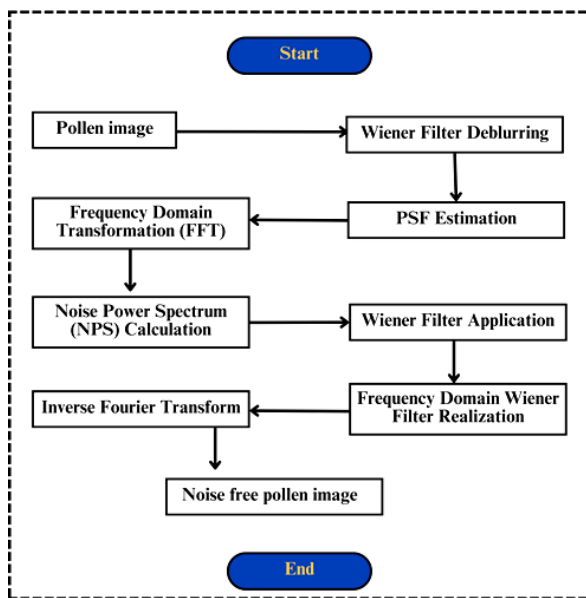 Start
Pollen image
Wiener Filter Deblurring
Frequency Domain
Transformation (FFT)
PSF Estimation
Noise Power Spectrum
(NPS) Calculation
Wiener Filter Application
Inverse Fourier Transform
Frequency Domain Wiener
Filter Realization
Noise free pollen image
End